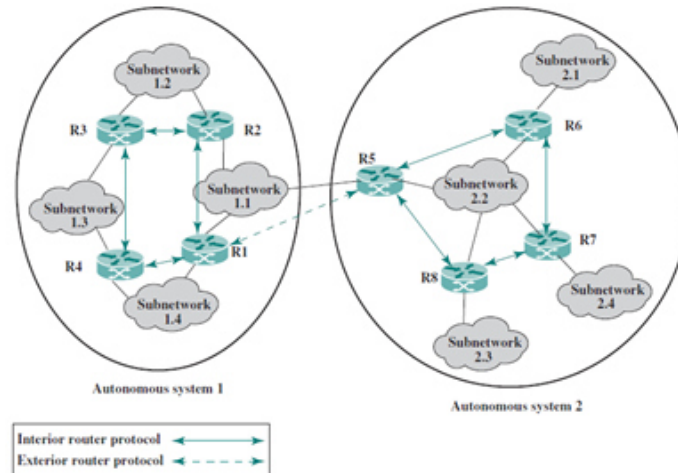 Subnetwork
1.2
R3
R2
Subnetwork
1.1
Subnetwork
1.3
R4
R1
Subnetwork
1.4
Autonomous system 1
Subnetwork
2.1
R6
R5
Subnetwork
2.2
R7
R8
Subnetwork
2.4
Subnetwork
2.3
Autonomous system 2
Interior router protocol
Exterior router protocol